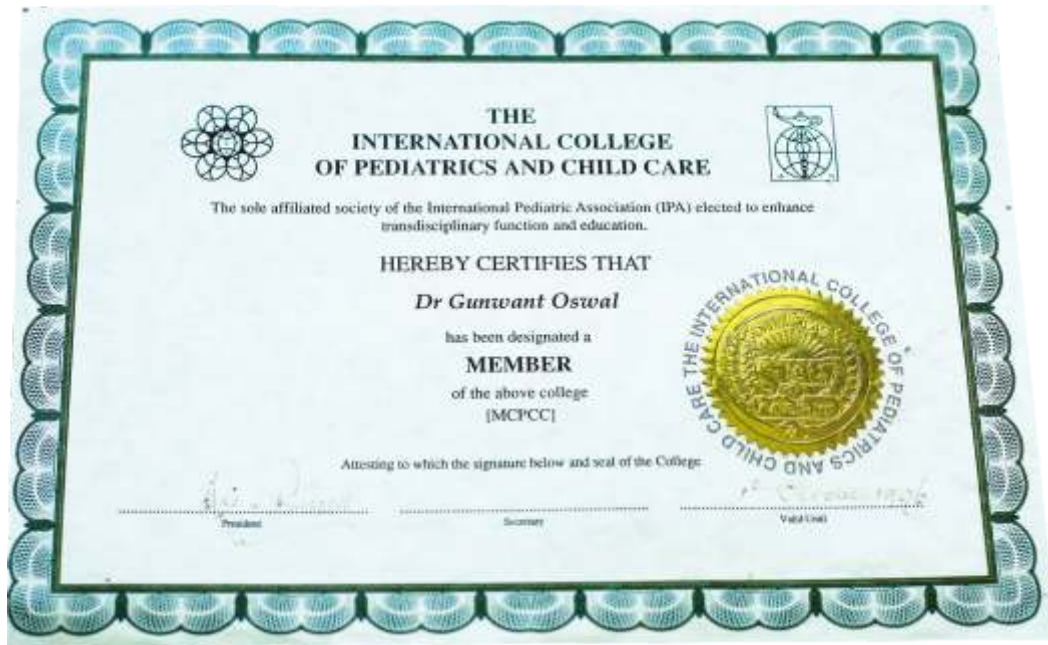 THE
INTERNATIONAL COLLEGE
OF PEDIATRICS AND CHILD CARE
The sole affiliated society of the International Pediatric Association (IPA) elected to enhance
transdisciplinary function and education.
HEREBY CERTIFIES THAT
Dr Gunwant Oswal
has been designated a
MEMBER
of the above college
[MCPCC]
THE INTERNATIONAL COLLEGE OF PEDIATRICS AND CHILD CARE
Attesting to which the signature below and seal of the College
President
Secretary
Valid Until